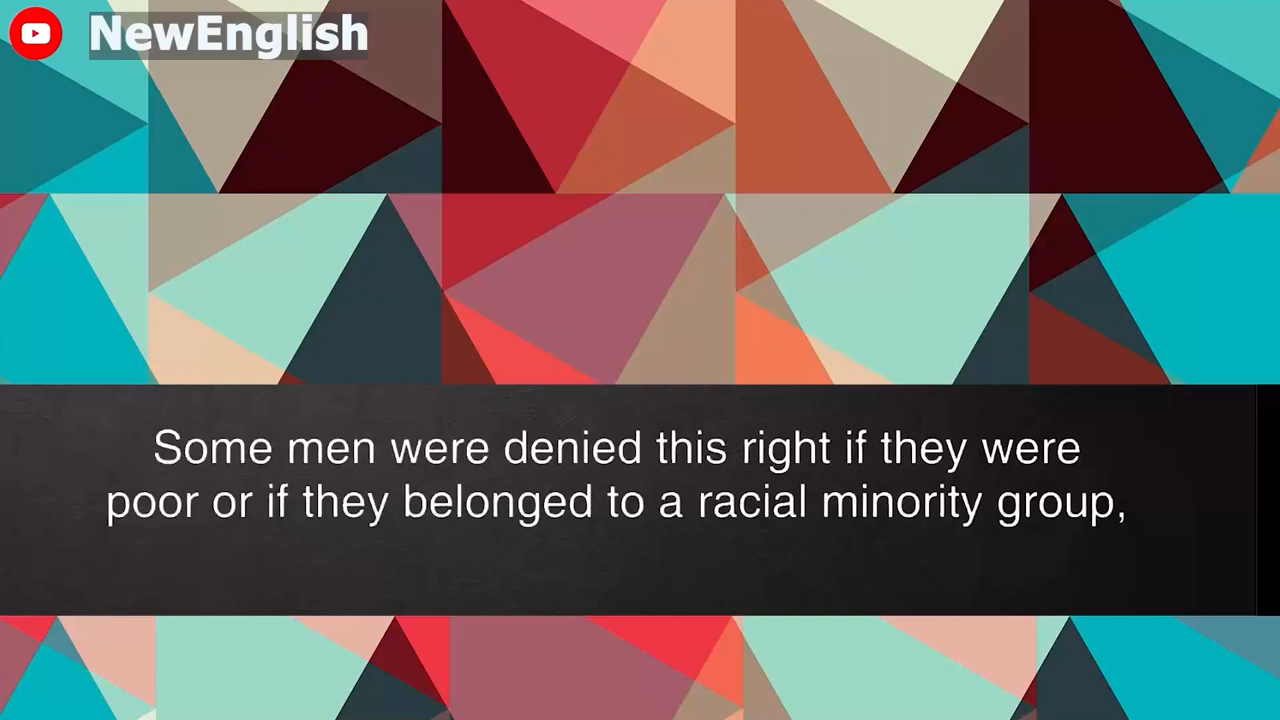 NewEnglish
Some men were denied this right if they were
poor or if they belonged to a racial minority group,